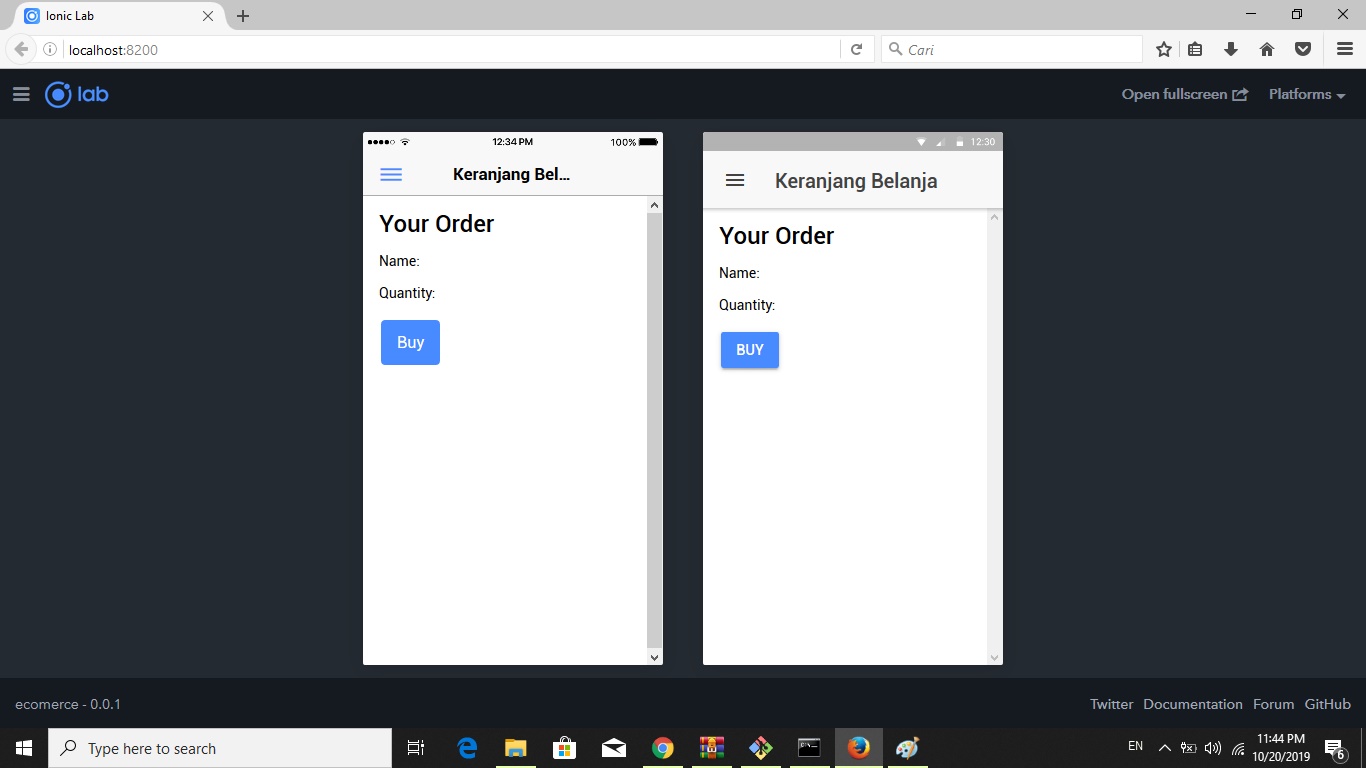 Ionic Lab
localhost:8200
Cari
lab
Open fullscreen Platforms
12:34 PM 100%
Keranjang Bel...
Your Order
Name:
Quantity:
Buy
12:30
Keranjang Belanja
Your Order
Name:
Quantity:
BUY
ecomerce - 0.0.1
Twitter Documentation Forum GitHub
Type here to search
EN
11:44 PM
10/20/2019
6